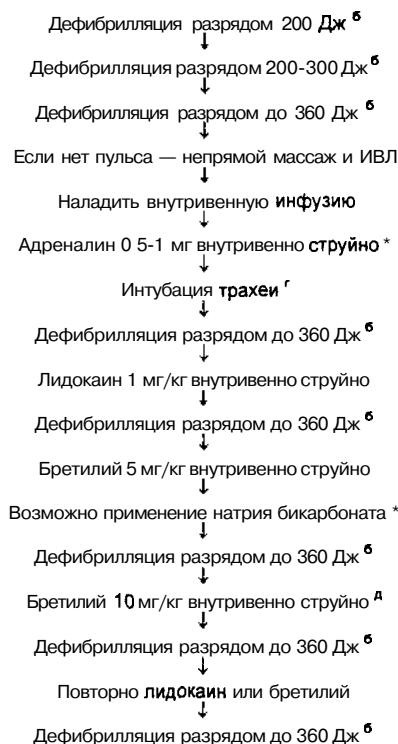 Дефибрилляция разрядом 200 Дж б
Дефибрилляция разрядом 200-300 Дж б
Дефибрилляция разрядом до 360 Дж б
Если нет пульса — непрямой массаж и ИВЛ
Наладить внутривенную инфузию
Адреналин 0 5-1 мг внутривенно струйно *
Интубация трахеи г
Дефибрилляция разрядом до 360 Дж б
Лидокаин 1 мг/кг внутривенно струйно
Дефибрилляция разрядом до 360 Дж б
Бретилий 5 мг/кг внутривенно струйно
Возможно применение натрия бикарбоната *
Дефибрилляция разрядом до 360 Дж б
Бретилий 10 мг/кг внутривенно струйно д
Дефибрилляция разрядом до 360 Дж б
Повторно лидокаин или бретилий
Дефибрилляция разрядом до 360 Дж б